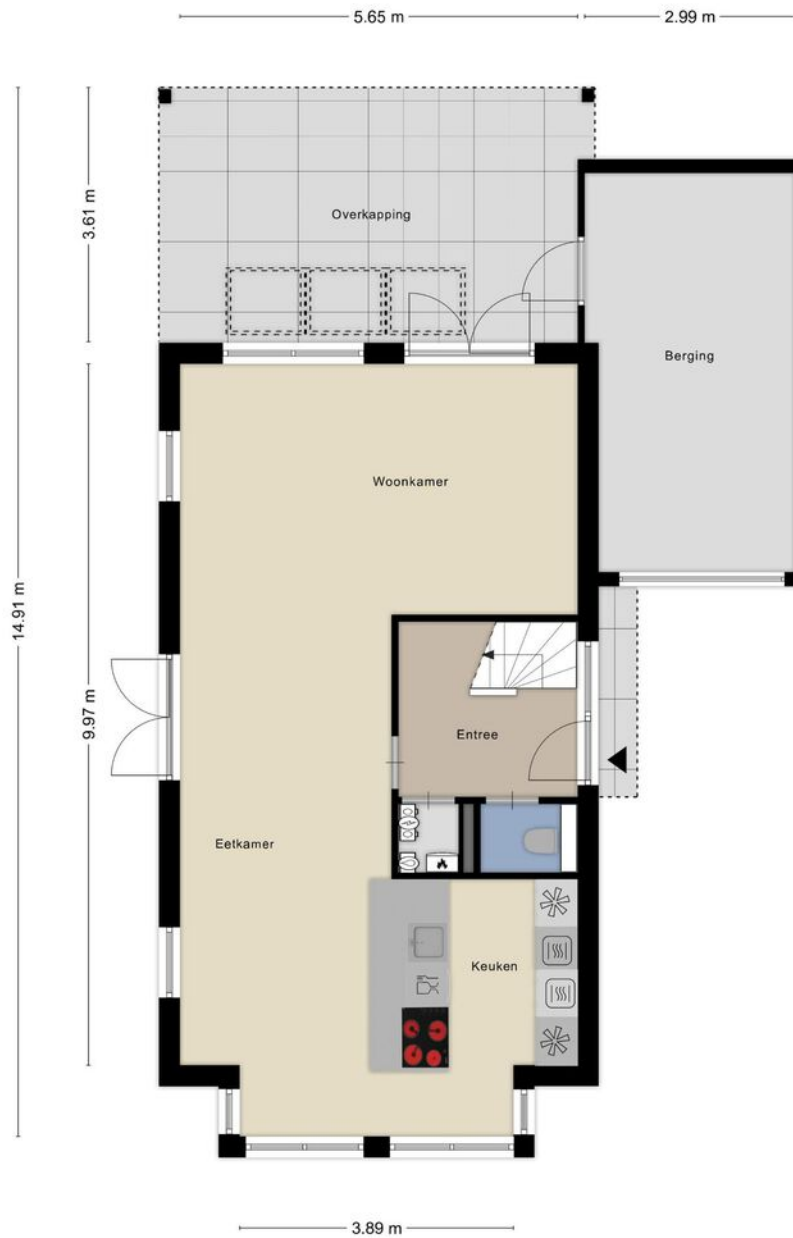 5.65 m
2.99 m
3.61 m
Overkapping
Berging
Woonkamer
14.91 m
9.97 m
Entree
Eetkamer
Keuken
3.89 m